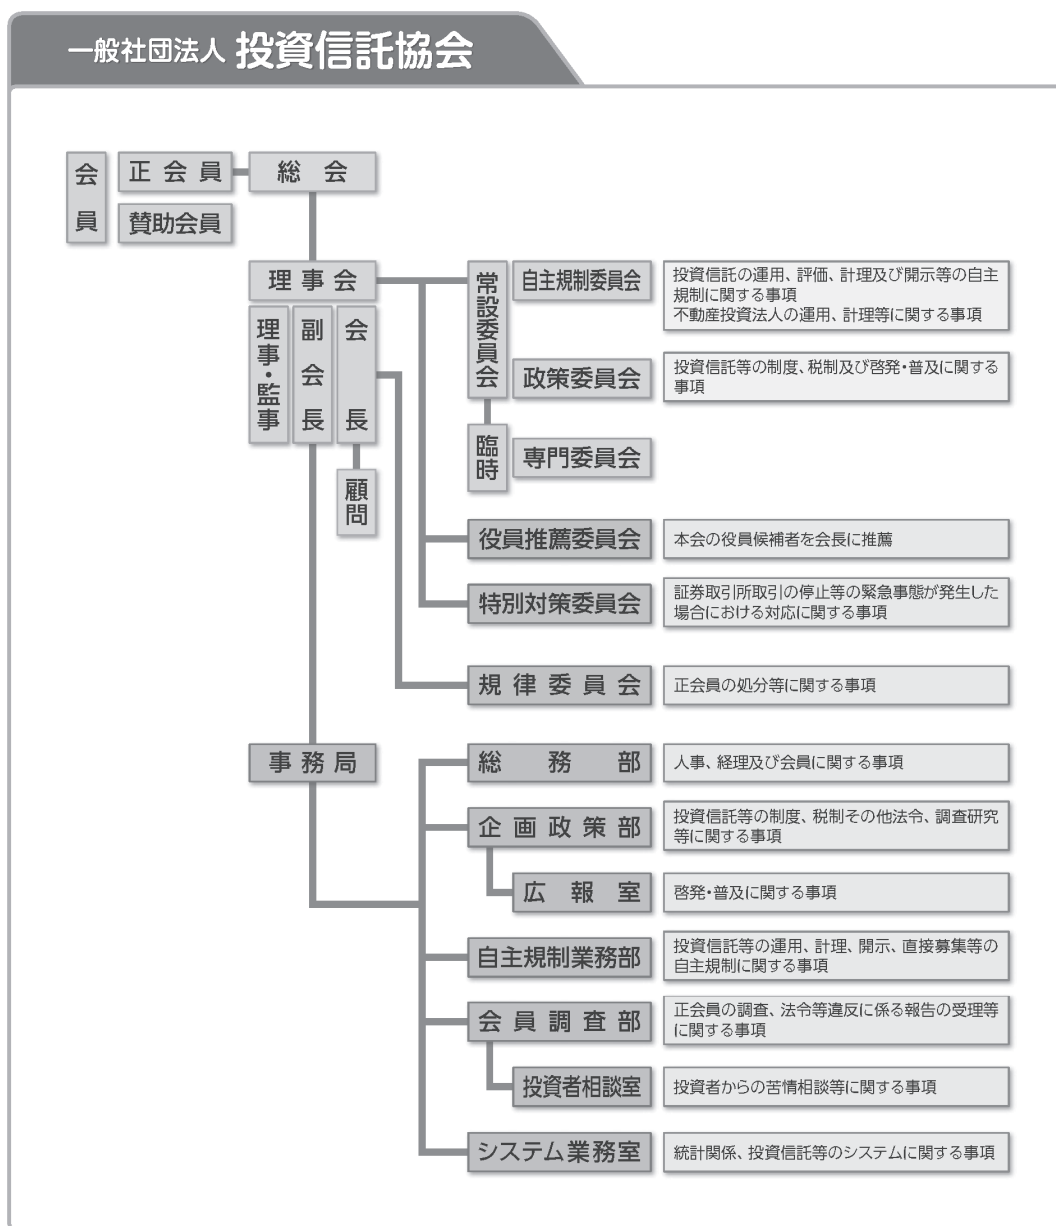 一般社団法人 投資信託協会
会員
正会員
総会
賛助会員
理事会
理事・監事
副会長
会長
顧問
常設委員会
自主規制委員会
投資信託の運用、評価、計理及び開示等の自主
規制に関する事項
不動産投資法人の運用、計理等に関する事項
政策委員会
投資信託等の制度、税制及び啓発・普及に関する
事項
臨時
専門委員会
役員推薦委員会
本会の役員候補者を会長に推薦
特別対策委員会
証券取引所取引の停止等の緊急事態が発生した
場合における対応に関する事項
規律委員会
正会員の処分等に関する事項
事務局
総務部
人事、経理及び会員に関する事項
企画政策部
投資信託等の制度、税制その他法令、調査研究
等に関する事項
広報室
啓発・普及に関する事項
自主規制業務部
投資信託等の運用、計理、開示、直接募集等の
自主規制に関する事項
会員調査部
正会員の調査、法令等違反に係る報告の受理等
に関する事項
投資者相談室
投資者からの苦情相談等に関する事項
システム業務室
統計関係、投資信託等のシステムに関する事項